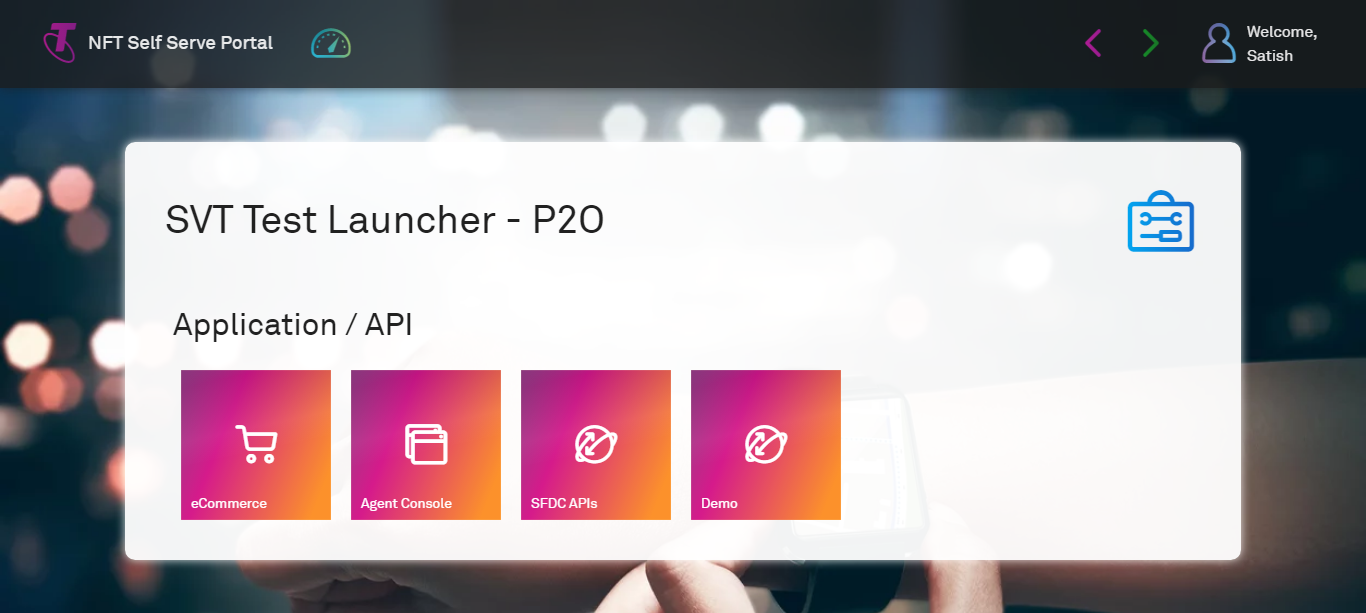 NFT Self Serve Portal
Welcome,
Satish
SVT Test Launcher - P2O
Application / API
eCommerce
Agent Console
SFDC APIs
Demo